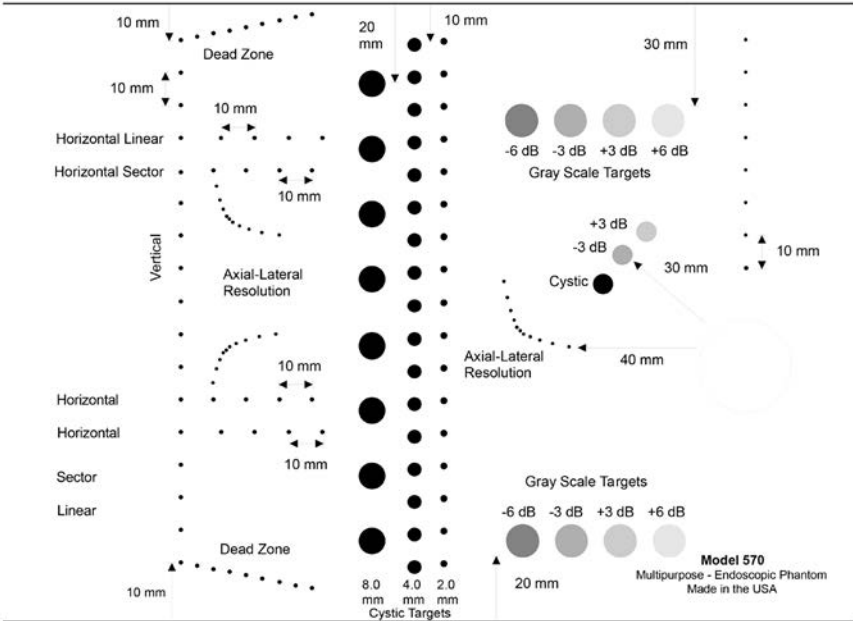 10 mm
20
mm
10 mm
30 mm
Dead Zone
10 mm
10 mm
Horizontal Linear
-6 dB
-3 dB
+3 dB
+6 dB
Horizontal Sector
Gray Scale Targets
10 mm
+3 dB
Vertical
-3 dB
10 mm
30 mm
Axial-Lateral
Resolution
Cystic
Axial-Lateral
Resolution
40 mm
10 mm
Horizontal
Horizontal
10 mm
Sector
Gray Scale Targets
Linear
-6 dB
-3 dB
+3 dB
+6 dB
Dead Zone
Model 570
Multipurpose - Endoscopic Phantom
Made in the USA
10 mm
8.0
mm
4.0
mm
2.0
mm
20 mm
Cystic Targets